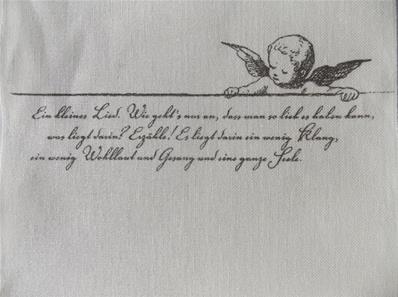 Ein kleines Lied. Wie geht's nur an, dass man so lieb es haben kann,
was liegt darin? Erzähle! Es liegt darin ein wenig Klang,
ein wenig Wohllaut und Gesang und eine ganze Seele.